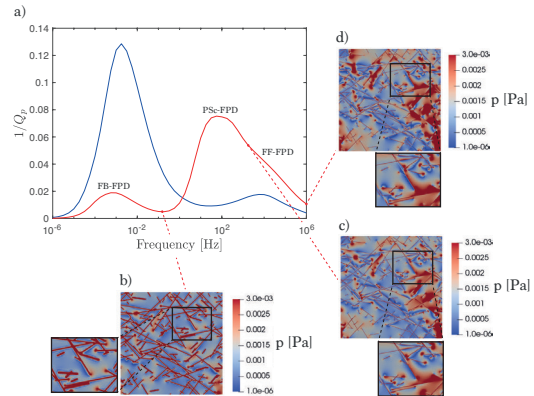 a)
0.14
0.12
0.1
0.08
0.06
0.04
0.02
0
1/Qp
10^-6
10^-2
10^2
10^6
Frequency [Hz]
FB-FPD
PSc-FPD
FF-FPD
d)
3.0e-03
0.0025
0.002
0.0015
0.001
0.0005
1.0e-06
p [Pa]
c)
3.0e-03
0.0025
0.002
0.0015
0.001
0.0005
1.0e-06
p [Pa]
b)
3.0e-03
0.0025
0.002
0.0015
0.001
0.0005
1.0e-06
p [Pa]